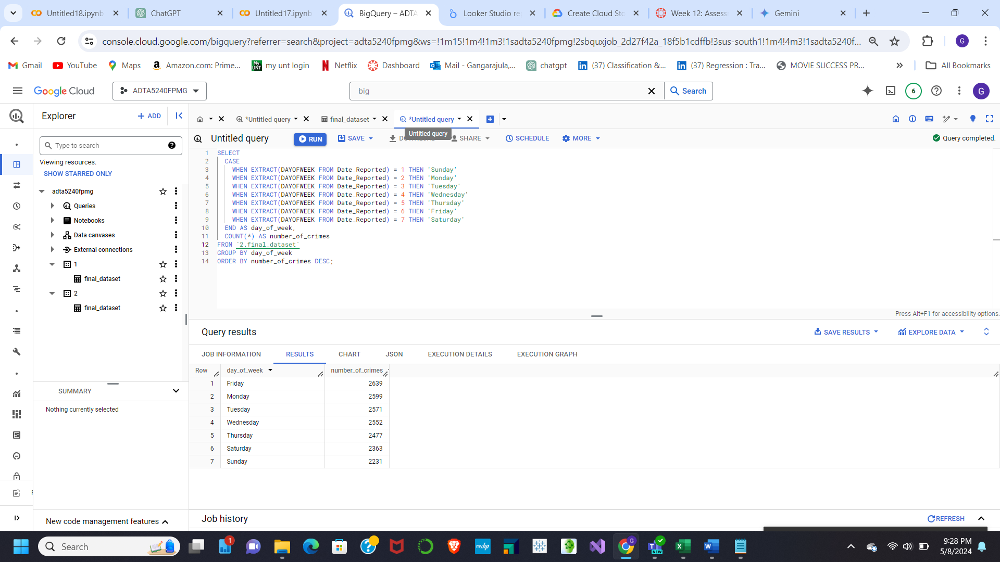 Untitled18.ipynb
ChatGPT
Untitled17.ipynb
BigQuery – ADTA
Looker Studio re
Create Cloud Sto
Week 12: Assess
Gemini
console.cloud.google.com/bigquery?referrer=search&project=adta5240fpmg&ws=!1m15!1m4!1m3!1sadta5240fpmg!2sbquxjob_2d27f42a_18f5b1cdffb!3sus-south1!1m4!4m3!1sadta5240f...
G
Gmail
YouTube
Maps
Amazon.com: Prime...
my unt login
Netflix
Dashboard
Mail - Gangarajula,...
chatgpt
(37) Classification &...
(37) Regression : Tra...
MOVIE SUCCESS PR...
All Bookmarks
Google Cloud
ADTA5240FPMG
big
Search
6
G
Explorer
+ ADD
*Untitled query
final_dataset
*Untitled query
Untitled query
Untitled query
RUN
SAVE
DOWNLOAD
SHARE
SCHEDULE
MORE
Query completed.
Type to search
Viewing resources.
SHOW STARRED ONLY
adta5240fpmg
Queries
Notebooks
Data canvases
External connections
1
final_dataset
2
final_dataset
SUMMARY
Nothing currently selected
New code management features
1 SELECT
2 CASE
3 WHEN EXTRACT(DAYOFWEEK FROM Date_Reported) = 1 THEN 'Sunday'
4 WHEN EXTRACT(DAYOFWEEK FROM Date_Reported) = 2 THEN 'Monday'
5 WHEN EXTRACT(DAYOFWEEK FROM Date_Reported) = 3 THEN 'Tuesday'
6 WHEN EXTRACT(DAYOFWEEK FROM Date_Reported) = 4 THEN 'Wednesday'
7 WHEN EXTRACT(DAYOFWEEK FROM Date_Reported) = 5 THEN 'Thursday'
8 WHEN EXTRACT(DAYOFWEEK FROM Date_Reported) = 6 THEN 'Friday'
9 WHEN EXTRACT(DAYOFWEEK FROM Date_Reported) = 7 THEN 'Saturday'
10 END AS day_of_week,
11 COUNT(*) AS number_of_crimes
12 FROM `2.final_dataset`
13 GROUP BY day_of_week
14 ORDER BY number_of_crimes DESC;
Press Alt+F1 for accessibility options.
Query results
SAVE RESULTS
EXPLORE DATA
JOB INFORMATION
RESULTS
CHART
JSON
EXECUTION DETAILS
EXECUTION GRAPH
Row day_of_week number_of_crimes
1 Friday 2639
2 Monday 2599
3 Tuesday 2571
4 Wednesday 2552
5 Thursday 2477
6 Saturday 2363
7 Sunday 2231
Job history
REFRESH
Search
1
myhp
NEW
9:28 PM
5/8/2024